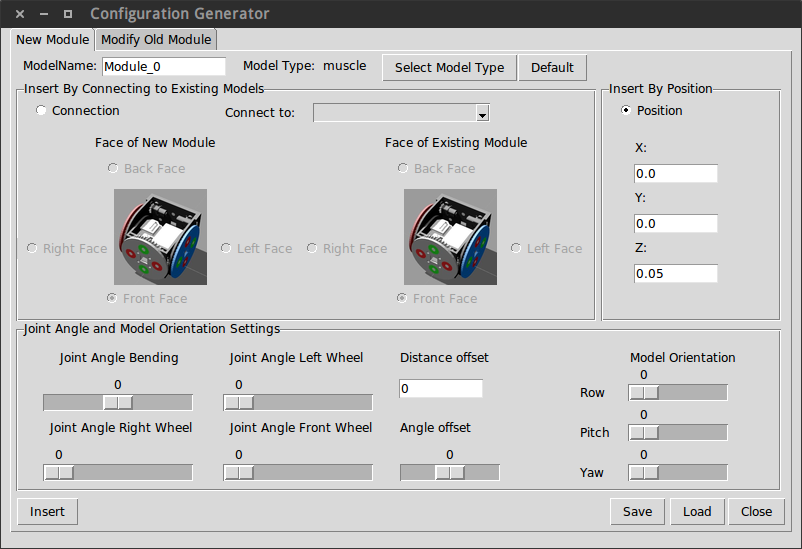 Configuration Generator
New Module Modify Old Module
ModelName: Module_0 Model Type: muscle Select Model Type Default
Insert By Connecting to Existing Models Insert By Position
Connection Connect to: Position
Face of New Module Face of Existing Module X:
Back Face Back Face 0.0
Y:
0.0
Right Face Left Face Right Face Left Face Z:
0.05
Front Face Front Face
Joint Angle and Model Orientation Settings
Joint Angle Bending Joint Angle Left Wheel Distance offset Model Orientation
0 0 0 0
Row
Joint Angle Right Wheel Joint Angle Front Wheel Angle offset 0
Pitch
0 0 0 0
Yaw
Insert Save Load Close